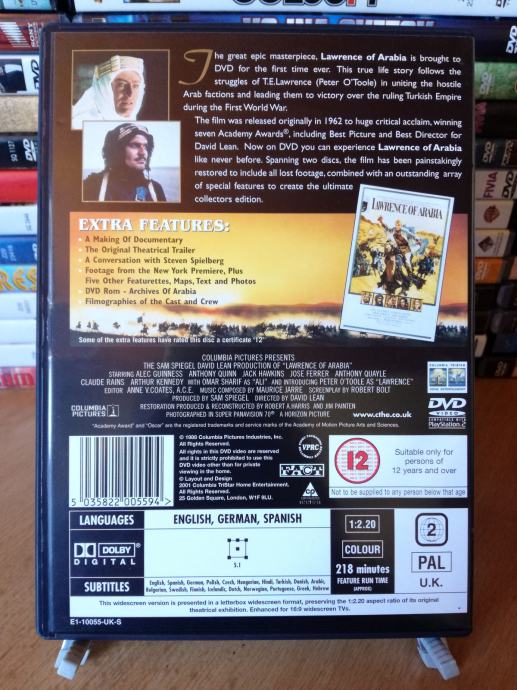 The great epic masterpiece, Lawrence of Arabia is brought to
DVD for the first time ever. This true life story follows the
struggles of T.E.Lawrence (Peter O'Toole) in uniting the hostile
Arab factions and leading them to victory over the ruling Turkish Empire
during the First World War.
The film was released originally in 1962 to huge critical acclaim, winning
seven Academy Awards®, including Best Picture and Best Director for
David Lean. Now on DVD you can experience Lawrence of Arabia
like never before. Spanning two discs, the film has been painstakingly
restored to include all lost footage, combined with an outstanding array
of special features to create the ultimate
collectors edition.
LAWRENCE OF ARABIA
EXTRA FEATURES:
• A Making Of Documentary
• The Original Theatrical Trailer
• A Conversation with Steven Spielberg
• Footage from the New York Premiere, Plus
Five Other Featurettes, Maps, Text and Photos
• DVD Rom - Archives Of Arabia
• Filmographies of the Cast and Crew
Some of the extra features have rated this disc a certificate '12'
COLUMBIA PICTURES PRESENTS
THE SAM SPIEGEL, DAVID LEAN PRODUCTION OF "LAWRENCE OF ARABIA"
STARRING ALEC GUINNESS ANTHONY QUINN JACK HAWKINS JOSE FERRER ANTHONY QUAYLE
CLAUDE RAINS ARTHUR KENNEDY WITH OMAR SHARIF AS "ALI" AND INTRODUCING PETER O'TOOLE AS "LAWRENCE"
EDITOR ANNE V.COATES, A.C.E. MUSIC COMPOSED BY MAURICE JARRE SCREENPLAY BY ROBERT BOLT
PRODUCED BY SAM SPIEGEL DIRECTED BY DAVID LEAN
RESTORATION PRODUCED & RECONSTRUCTED BY ROBERT A.HARRIS AND JIM PAINTEN
PHOTOGRAPHED IN SUPER PANAVISION 70® A HORIZON PICTURE
COLUMBIA
PICTURES
www.cthe.co.uk
"Academy Award" and "Oscar" are the registered trademarks and service marks of the Academy of Motion Picture Arts and Sciences.
DVD
VIDEO
PlayStation 2
© 1988 Columbia Pictures Industries, Inc.
All Rights Reserved.
All rights in this DVD video are reserved
and it is strictly prohibited to use this
DVD video other than for private
viewing in the home.
© Layout and Design
2001 Columbia TriStar Home Entertainment.
All Rights Reserved.
25 Golden Square, London, W1F 9LU.
VPRC
FACT
12
Suitable only for
persons of
12 years and over
Not to be supplied to any person below that age
5 035822 005594 >
LANGUAGES
ENGLISH, GERMAN, SPANISH
DOLBY
DIGITAL
5.1
1:2.20
COLOUR
218 minutes
FEATURE RUN TIME
(APPROX)
2
PAL
U.K.
SUBTITLES
English, Spanish, German, Polish, Czech, Hungarian, Hindi, Turkish, Danish, Arabic,
Bulgarian, Swedish, Finnish, Icelandic, Dutch, Norwegian, Portuguese, Greek, Hebrew
This widescreen version is presented in a letterbox widescreen format, preserving the 1:2.20 aspect ratio of its original
theatrical exhibition. Enhanced for 16:9 widescreen TVs.
E1-10055-UK-S